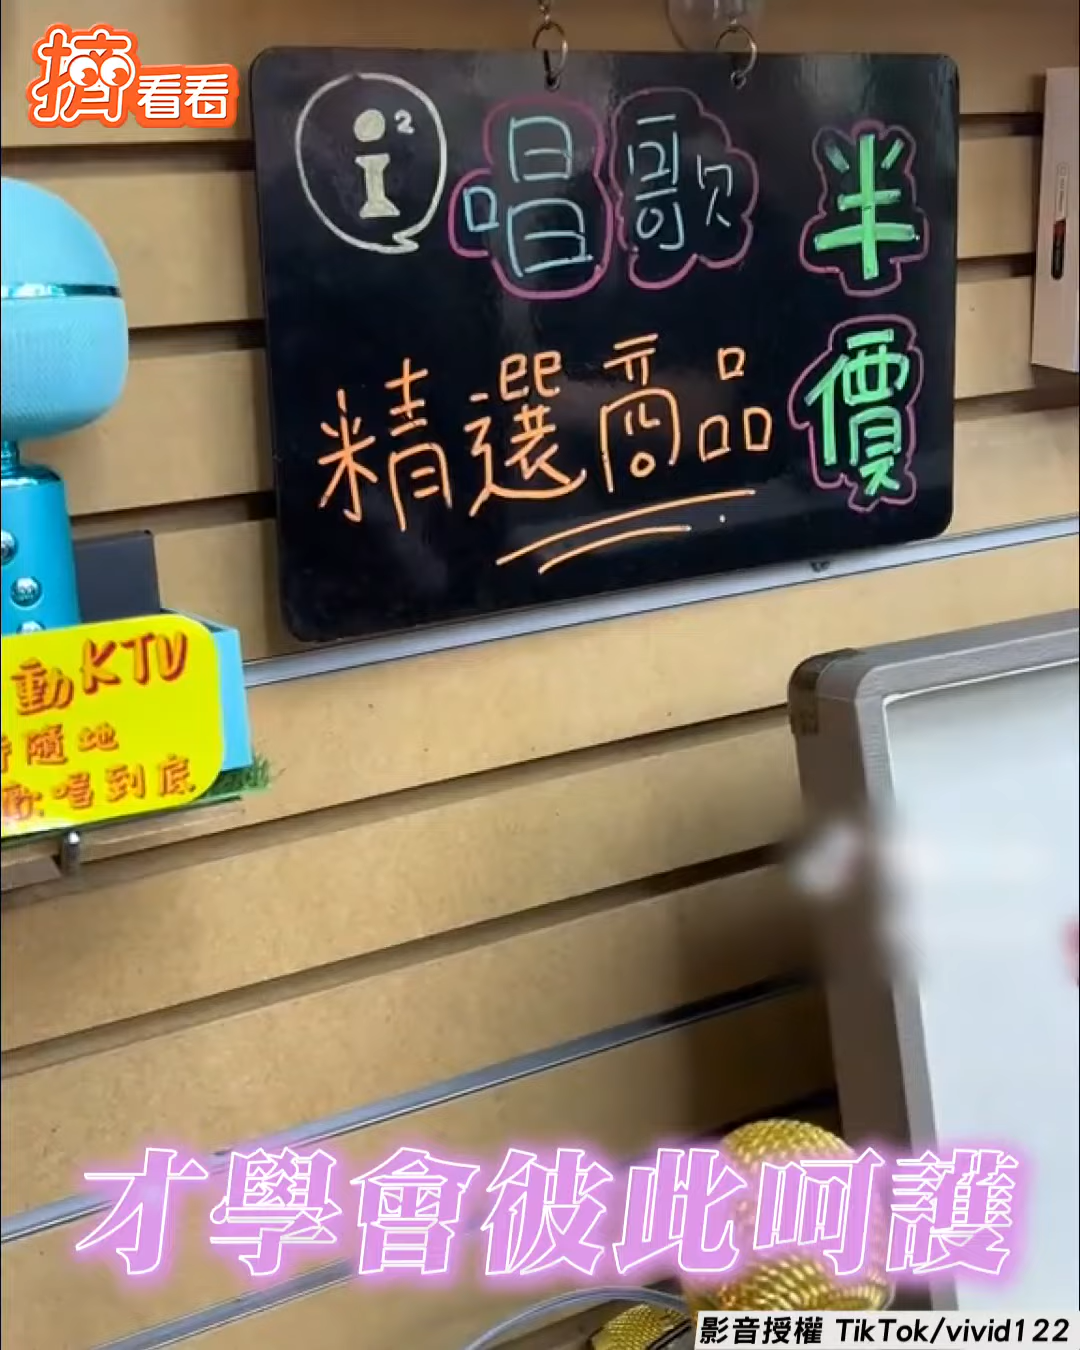 擠看看
i² 唱歌 半價
精選商品
動KTV
隨地
歡唱到底
才學會彼此呵護
影音授權 TikTok/vivid122